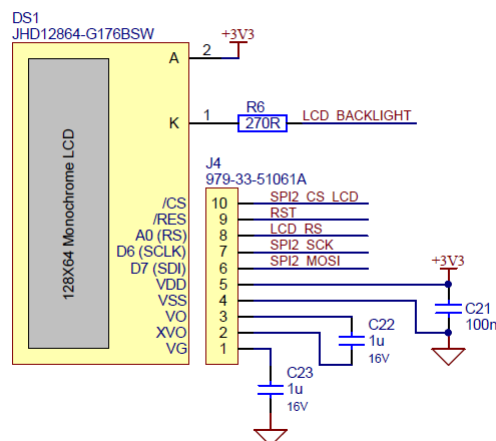 DS1
JHD12864-G176BSW
128X64 Monochrome LCD
A
2
+3V3
K
1
R6
270R
LCD_BACKLIGHT
J4
979-33-51061A
/CS
10
SPI2_CS_LCD
/RES
9
RST
A0 (RS)
8
LCD_RS
D6 (SCLK)
7
SPI2_SCK
D7 (SDI)
6
SPI2_MOSI
VDD
5
+3V3
VSS
4
VO
3
XVO
2
VG
1
C21
100n
C22
1u
16V
C23
1u
16V